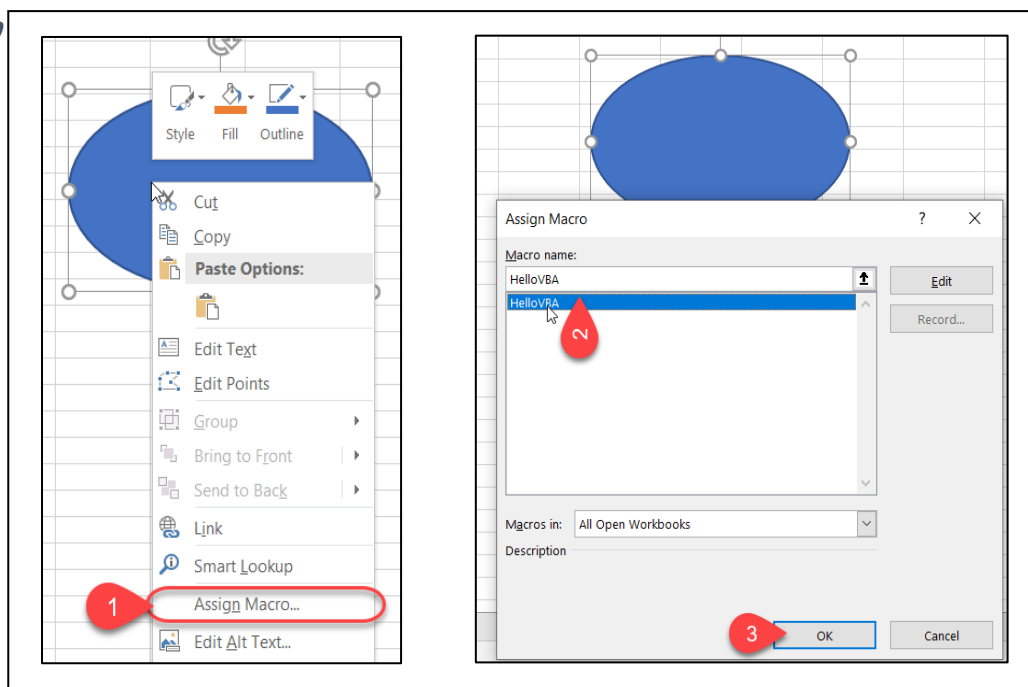 Style Fill Outline
Cut
Copy
Paste Options:
Edit Text
Edit Points
Group
Bring to Front
Send to Back
Link
Smart Lookup
1 Assign Macro...
Edit Alt Text...
Assign Macro ? X
Macro name:
HelloVBA
Edit
HelloVBA
Record...
2
Macros in: All Open Workbooks
Description
3 OK Cancel